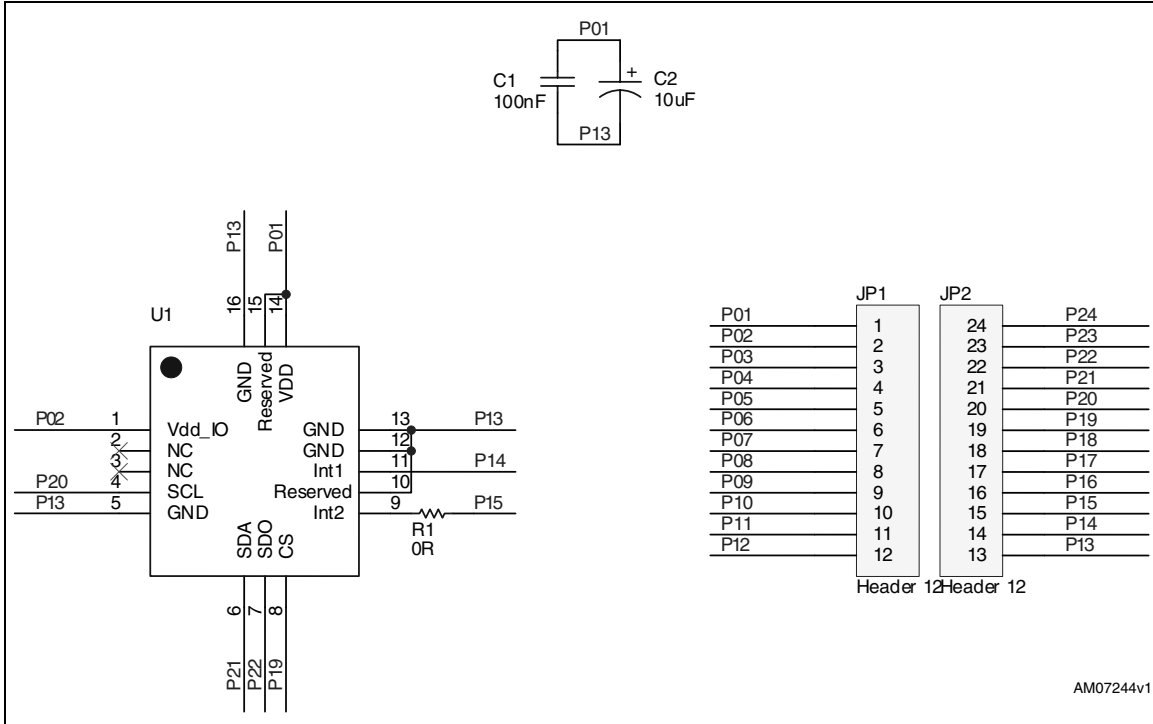 P01
C1
100nF
+
C2
10uF
P13
P13
P01
16
15
14
U1
GND
Reserved
VDD
P02
1
Vdd_IO
2
NC
3
NC
P20
4
SCL
P13
5
GND
13
GND
P13
12
GND
11
Int1
P14
10
Reserved
9
Int2
P15
R1
0R
SDA
SDO
CS
6
7
8
P21
P22
P19
JP1
JP2
P01 1 24 P24
P02 2 23 P23
P03 3 22 P22
P04 4 21 P21
P05 5 20 P20
P06 6 19 P19
P07 7 18 P18
P08 8 17 P17
P09 9 16 P16
P10 10 15 P15
P11 11 14 P14
P12 12 13 P13
Header 12
Header 12
AM07244v1